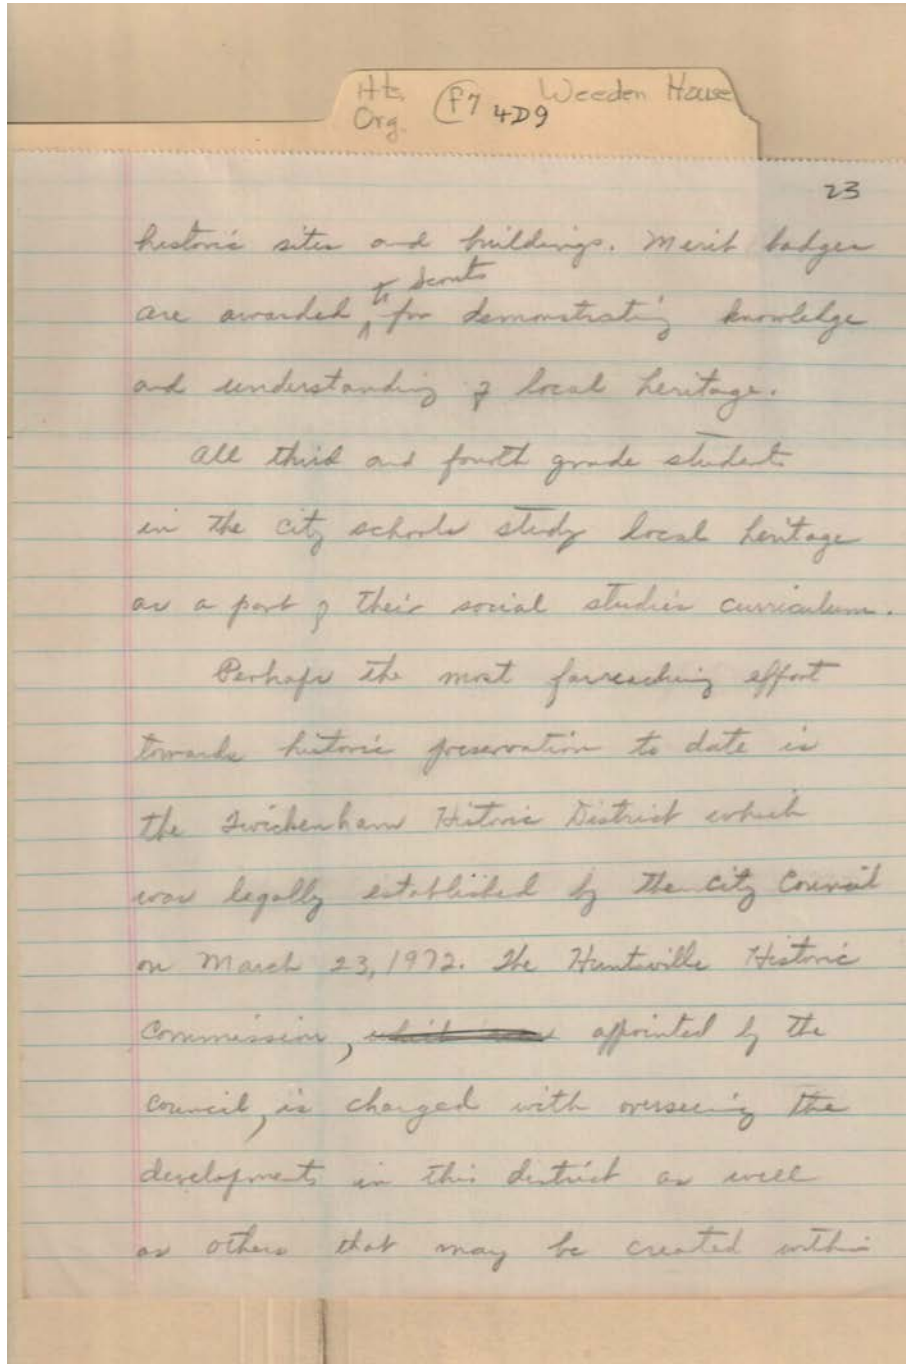 Hts. Weeden House
Org. F7 4D9
23
historic sites and buildings. Merit badges
to Scouts
are awarded ^ for demonstrating knowledge
and understanding of local heritage.
All third and fourth grade students
in the city schools study local heritage
as a part of their social studies curriculum.
Perhaps the most farreaching effort
towards historic preservation to date is
the Twickenham Historic District which
was legally established by the City Council
on March 23, 1972. The Huntsville Historic
Commission, which was appointed by the
Council, is charged with overseeing the
developments in this district as well
as others that may be created within